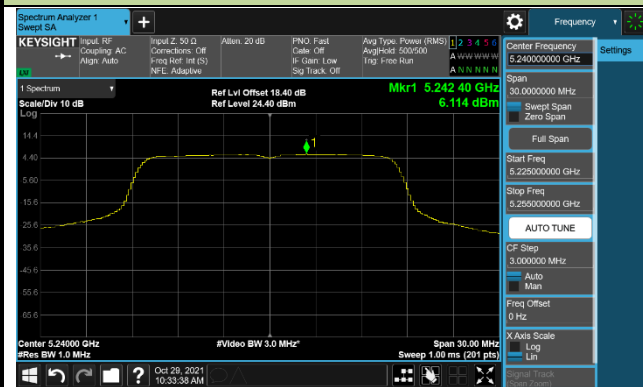 Spectrum Analyzer 1
Swept SA
Frequency
KEYSIGHT
Input: RF
Coupling: AC
Align: Auto
Input Z: 50 Ω
Corrections: Off
Freq Ref: Int (S)
NFE: Adaptive
Atten: 20 dB
PNO: Fast
Gate: Off
IF Gain: Low
Sig Track: Off
Avg Type: Power (RMS)
Avg|Hold: 500/500
Trig: Free Run
1 2 3 4 5 6
A W W W W W
A N N N N N
1 Spectrum
Scale/Div 10 dB
Log
Ref Lvl Offset 18.40 dB
Ref Level 24.40 dBm
Mkr1 5.242 40 GHz
6.114 dBm
1
14.4
4.40
-5.60
-15.6
-25.6
-35.6
-45.6
-55.6
-65.6
Center 5.24000 GHz
#Res BW 1.0 MHz
#Video BW 3.0 MHz*
Span 30.00 MHz
Sweep 1.00 ms (201 pts)
Oct 29, 2021
10:33:38 AM
Center Frequency
5.240000000 GHz
Settings
Span
30.0000000 MHz
Swept Span
Zero Span
Full Span
Start Freq
5.225000000 GHz
Stop Freq
5.255000000 GHz
AUTO TUNE
CF Step
3.000000 MHz
Auto
Man
Freq Offset
0 Hz
X Axis Scale
Log
Lin
Signal Track
(Span Zoom)